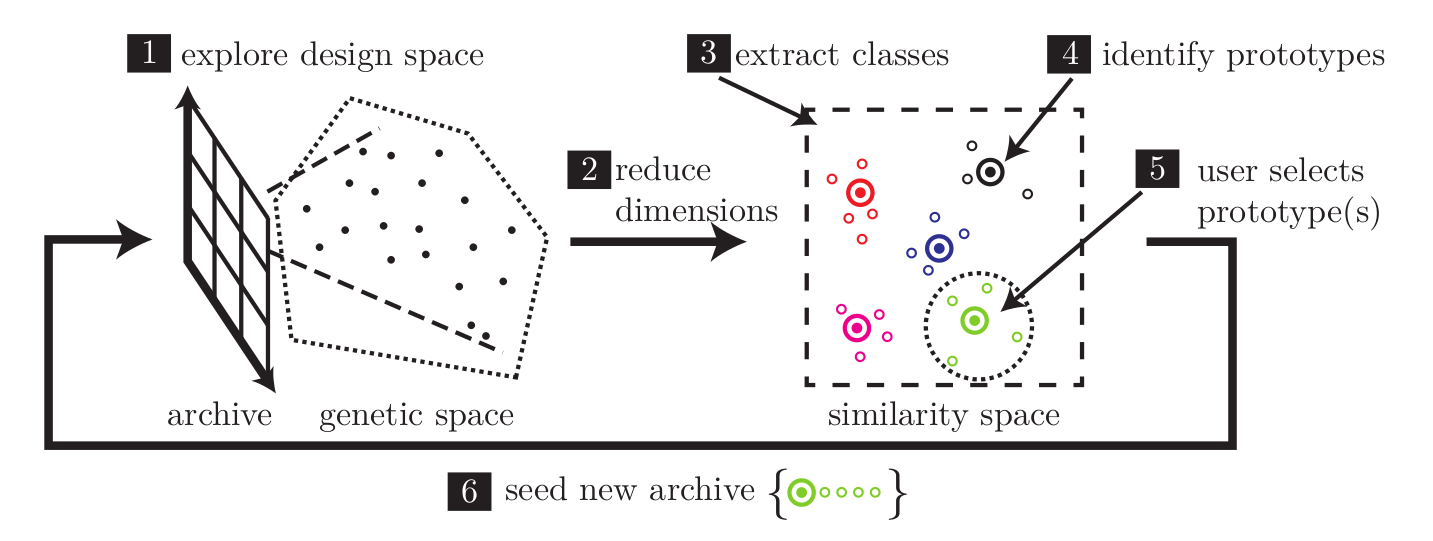 1 explore design space
3 extract classes
4 identify prototypes
2 reduce
dimensions
5 user selects
prototype(s)
archive
genetic space
similarity space
6 seed new archive { }